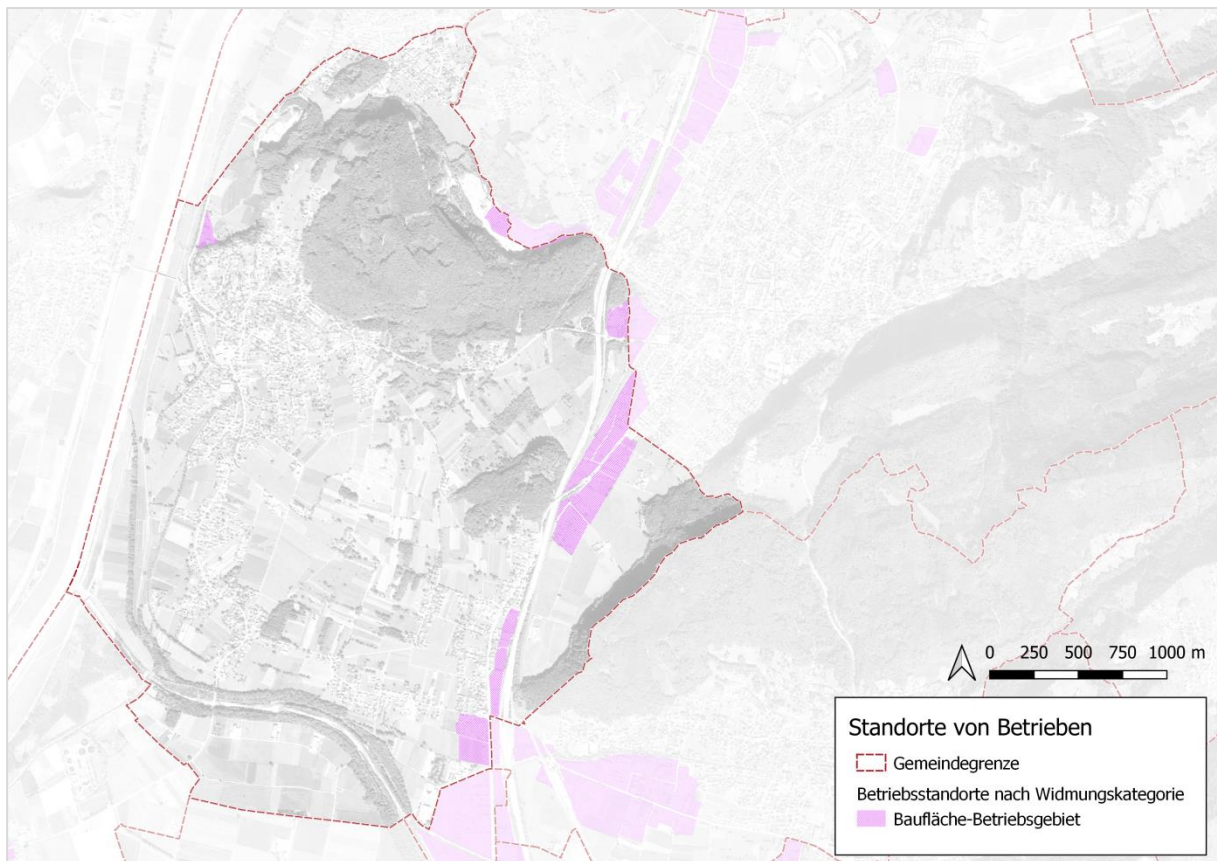 0 250 500 750 1000 m
Standorte von Betrieben
Gemeindegrenze
Betriebsstandorte nach Widmungskategorie
Baufläche-Betriebsgebiet